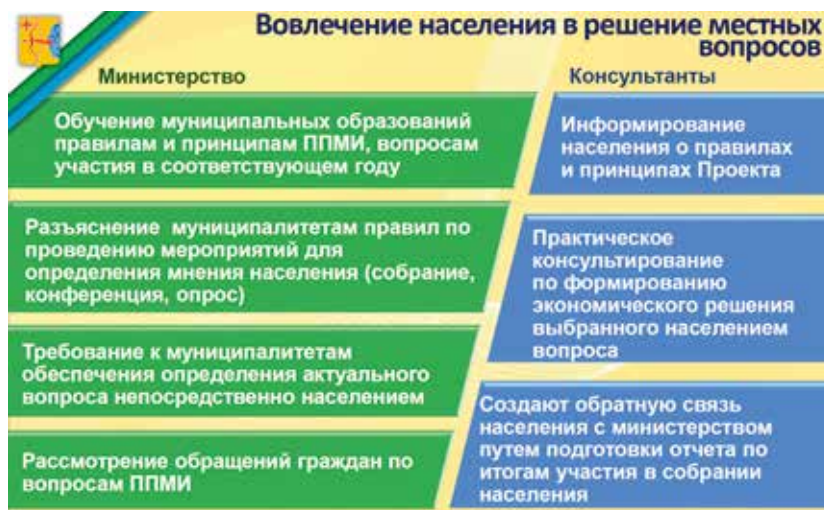 Вовлечение населения в решение местных
вопросов
Министерство
Обучение муниципальных образований
правилам и принципам ППМИ, вопросам
участия в соответствующем году
Разъяснение муниципалитетам правил по
проведению мероприятий для
определения мнения населения (собрание,
конференция, опрос)
Требование к муниципалитетам
обеспечения определения актуального
вопроса непосредственно населением
Рассмотрение обращений граждан по
вопросам ППМИ
Консультанты
Информирование
населения о правилах
и принципах Проекта
Практическое
консультирование
по формированию
экономического решения
выбранного населением
вопроса
Создают обратную связь
населения с министерством
путем подготовки отчета по
итогам участия в собрании
населения